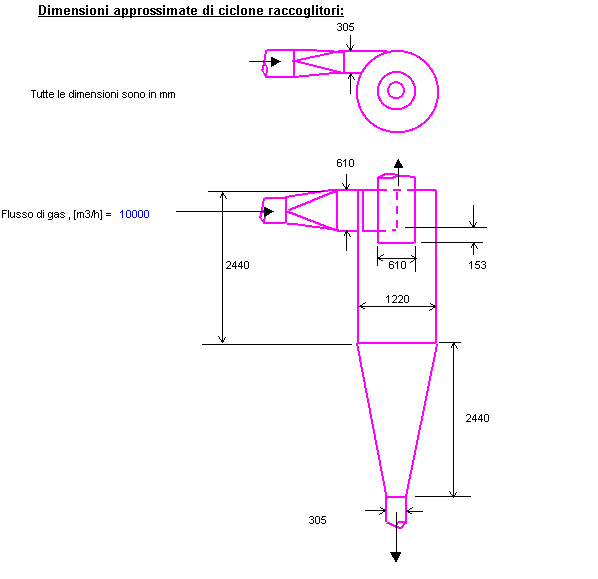 Dimensioni approssimate di ciclone raccoglitori:
305
Tutte le dimensioni sono in mm
610
Flusso di gas , [m3/h] = 10000
2440
610
153
1220
2440
305